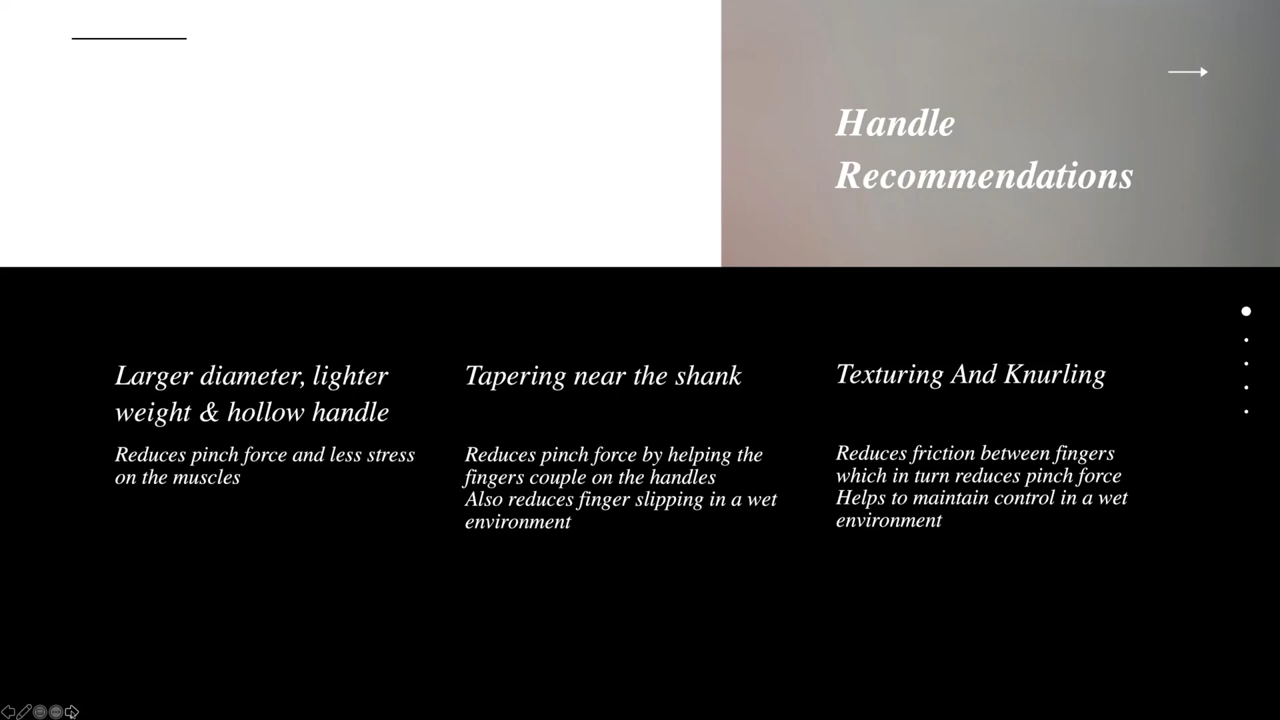 Handle
Recommendations
Larger diameter, lighter
weight & hollow handle
Reduces pinch force and less stress
on the muscles
Tapering near the shank
Reduces pinch force by helping the
fingers couple on the handles
Also reduces finger slipping in a wet
environment
Texturing And Knurling
Reduces friction between fingers
which in turn reduces pinch force
Helps to maintain control in a wet
environment